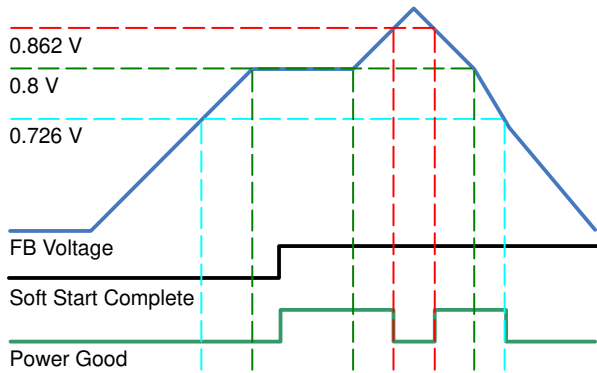 0.862 V
0.8 V
0.726 V
FB Voltage
Soft Start Complete
Power Good